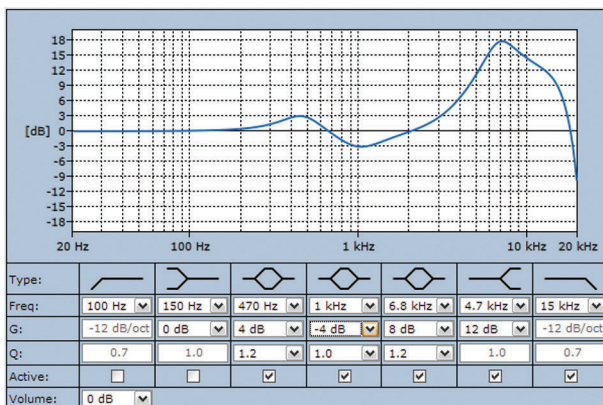 18
15
12
9
6
3
[dB] 0
-3
-6
-9
-12
-15
-18
20 Hz 100 Hz 1 kHz 10 kHz 20 kHz
Type:
Freq: 100 Hz 150 Hz 470 Hz 1 kHz 6.8 kHz 4.7 kHz 15 kHz
G: -12 dB/oct 0 dB 4 dB -4 dB 8 dB 12 dB -12 dB/oct
Q: 0.7 1.0 1.2 1.0 1.2 1.0 0.7
Active:
Volume: 0 dB